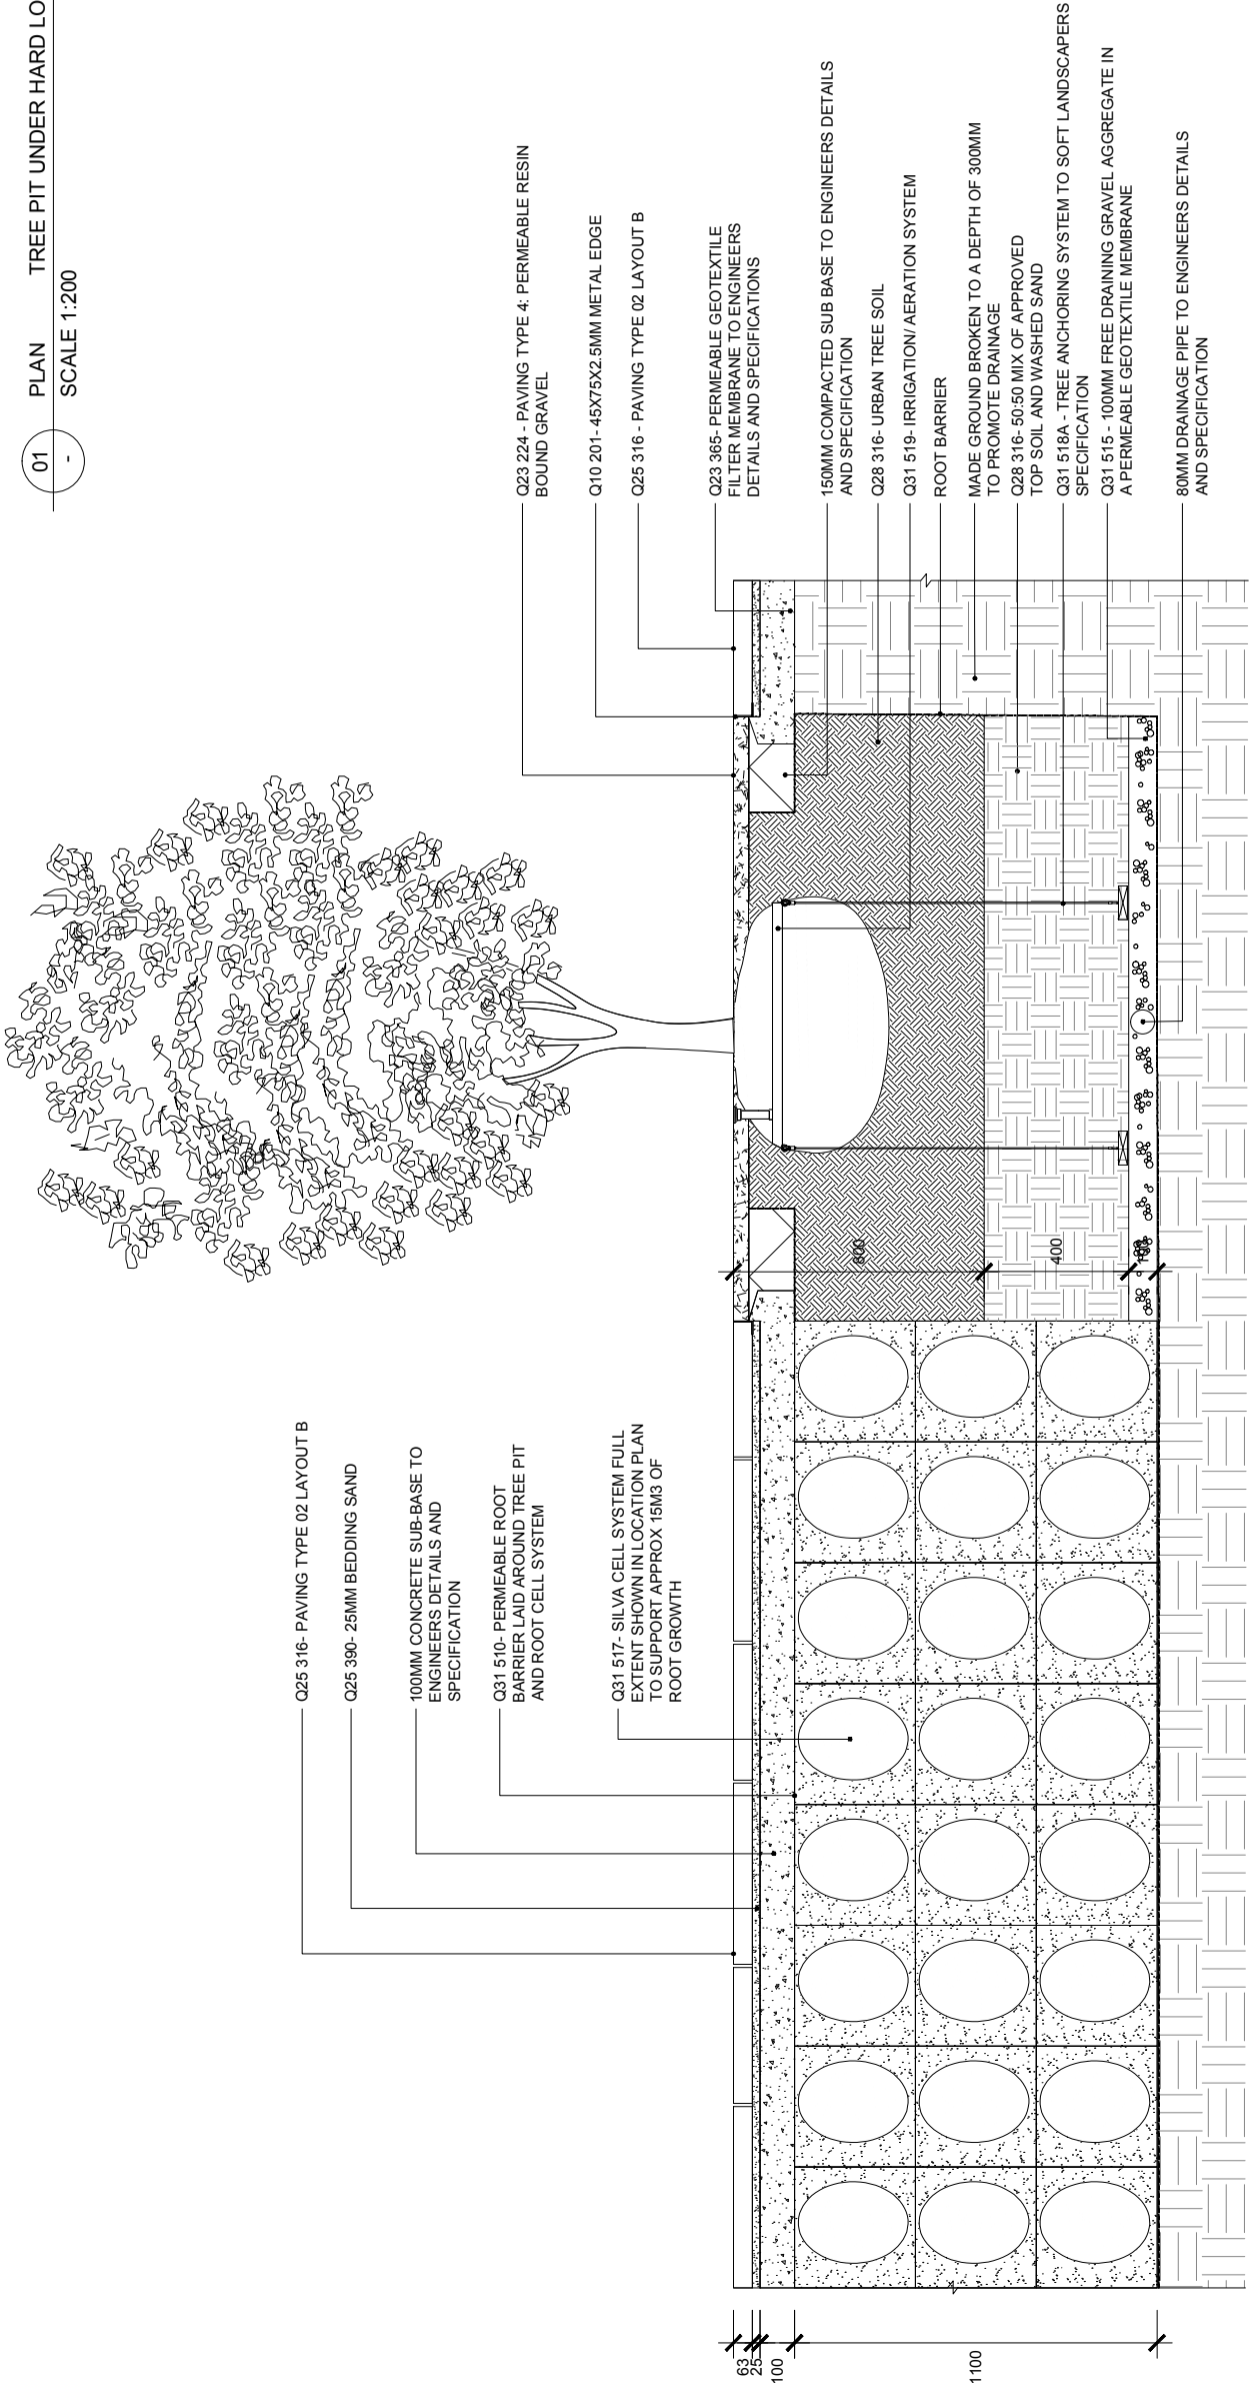 01
-
PLAN TREE PIT UNDER HARD LO
SCALE 1:200
Q25 316- PAVING TYPE 02 LAYOUT B
Q25 390- 25MM BEDDING SAND
100MM CONCRETE SUB-BASE TO
ENGINEERS DETAILS AND
SPECIFICATION
Q31 510- PERMEABLE ROOT
BARRIER LAID AROUND TREE PIT
AND ROOT CELL SYSTEM
Q31 517- SILVA CELL SYSTEM FULL
EXTENT SHOWN IN LOCATION PLAN
TO SUPPORT APPROX 15M3 OF
ROOT GROWTH
Q23 224 - PAVING TYPE 4: PERMEABLE RESIN
BOUND GRAVEL
Q10 201- 45X75X2.5MM METAL EDGE
Q25 316 - PAVING TYPE 02 LAYOUT B
Q23 365- PERMEABLE GEOTEXTILE
FILTER MEMBRANE TO ENGINEERS
DETAILS AND SPECIFICATIONS
150MM COMPACTED SUB BASE TO ENGINEERS DETAILS
AND SPECIFICATION
Q28 316- URBAN TREE SOIL
Q31 519- IRRIGATION/ AERATION SYSTEM
ROOT BARRIER
MADE GROUND BROKEN TO A DEPTH OF 300MM
TO PROMOTE DRAINAGE
Q28 316- 50:50 MIX OF APPROVED
TOP SOIL AND WASHED SAND
Q31 518A - TREE ANCHORING SYSTEM TO SOFT LANDSCAPERS
SPECIFICATION
Q31 515 - 100MM FREE DRAINING GRAVEL AGGREGATE IN
A PERMEABLE GEOTEXTILE MEMBRANE
80MM DRAINAGE PIPE TO ENGINEERS DETAILS
AND SPECIFICATION
63
25
100
1100
800
400